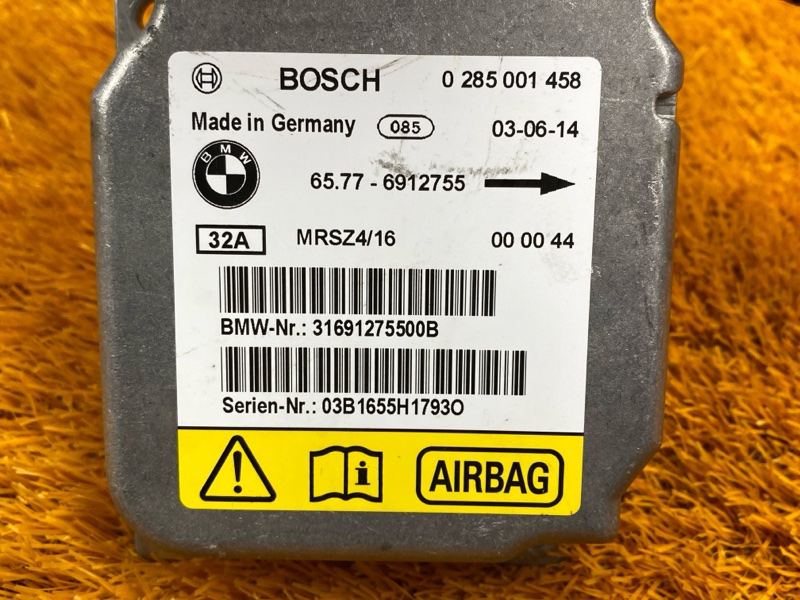 BOSCH 0 285 001 458
Made in Germany 085 03-06-14
BMW
65.77 - 6912755
32A MRSZ4/16 00 00 44
BMW-Nr.: 31691275500B
Serien-Nr.: 03B1655H1793O
! i AIRBAG